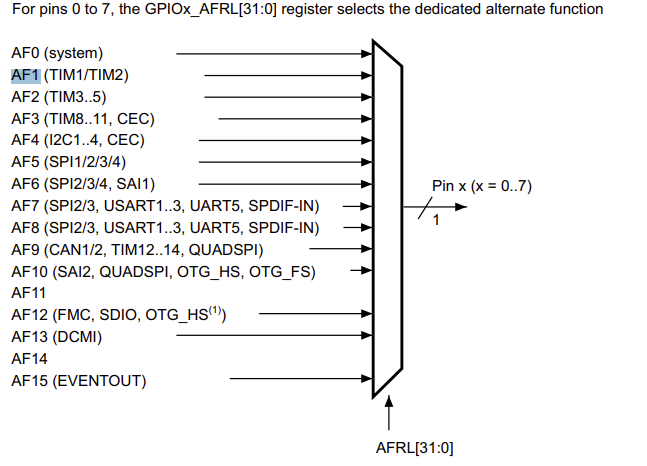 For pins 0 to 7, the GPIOx_AFRL[31:0] register selects the dedicated alternate function
AF0 (system)
AF1 (TIM1/TIM2)
AF2 (TIM3..5)
AF3 (TIM8..11, CEC)
AF4 (I2C1..4, CEC)
AF5 (SPI1/2/3/4)
AF6 (SPI2/3/4, SAI1)
AF7 (SPI2/3, USART1..3, UART5, SPDIF-IN)
AF8 (SPI2/3, USART1..3, UART5, SPDIF-IN)
AF9 (CAN1/2, TIM12..14, QUADSPI)
AF10 (SAI2, QUADSPI, OTG_HS, OTG_FS)
AF11
AF12 (FMC, SDIO, OTG_HS(1))
AF13 (DCMI)
AF14
AF15 (EVENTOUT)
Pin x (x = 0..7)
1
AFRL[31:0]